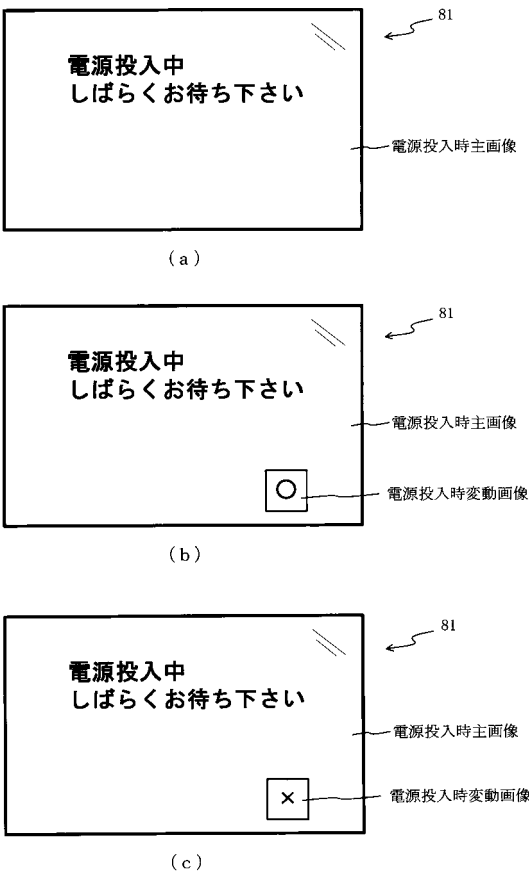 81
電源投入中
しばらくお待ち下さい
電源投入時主画像
(a)
81
電源投入中
しばらくお待ち下さい
電源投入時主画像
○
電源投入時変動画像
(b)
81
電源投入中
しばらくお待ち下さい
電源投入時主画像
×
電源投入時変動画像
(c)